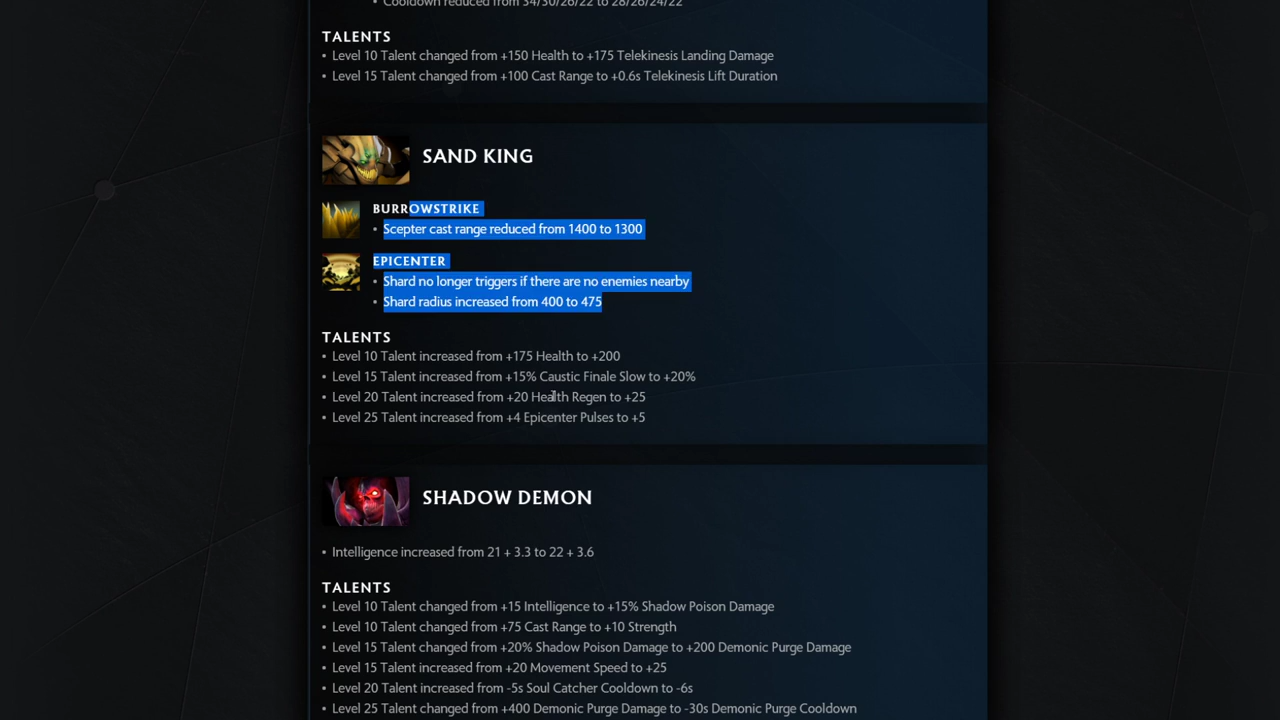 Cooldown reduced from 34/30/26/22 to 28/26/24/22
TALENTS
• Level 10 Talent changed from +150 Health to +175 Telekinesis Landing Damage
• Level 15 Talent changed from +100 Cast Range to +0.6s Telekinesis Lift Duration
SAND KING
BURROWSTRIKE
• Scepter cast range reduced from 1400 to 1300
EPICENTER
• Shard no longer triggers if there are no enemies nearby
• Shard radius increased from 400 to 475
TALENTS
• Level 10 Talent increased from +175 Health to +200
• Level 15 Talent increased from +15% Caustic Finale Slow to +20%
• Level 20 Talent increased from +20 Health Regen to +25
• Level 25 Talent increased from +4 Epicenter Pulses to +5
SHADOW DEMON
• Intelligence increased from 21 + 3.3 to 22 + 3.6
TALENTS
• Level 10 Talent changed from +15 Intelligence to +15% Shadow Poison Damage
• Level 10 Talent changed from +75 Cast Range to +10 Strength
• Level 15 Talent changed from +20% Shadow Poison Damage to +200 Demonic Purge Damage
• Level 15 Talent increased from +20 Movement Speed to +25
• Level 20 Talent increased from -5s Soul Catcher Cooldown to -6s
• Level 25 Talent changed from +400 Demonic Purge Damage to -30s Demonic Purge Cooldown